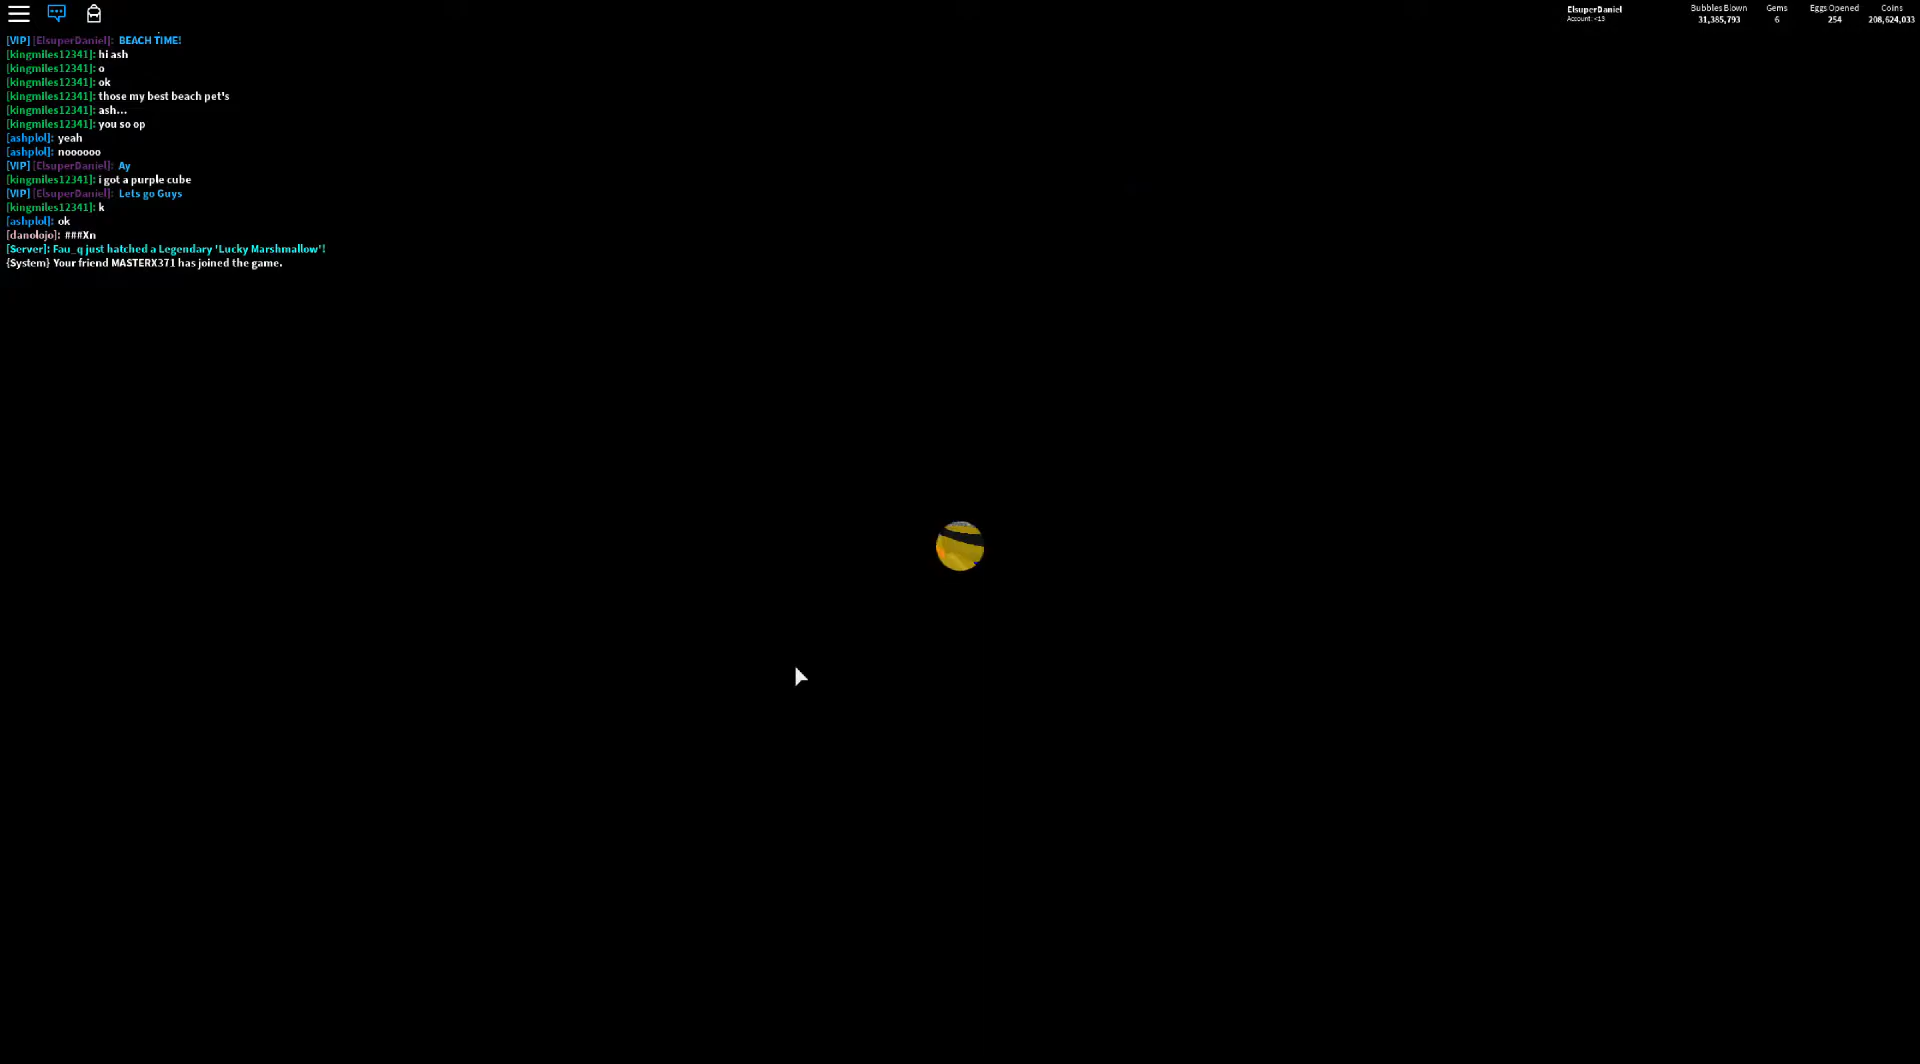 ElsuperDaniel
Account: <13
Bubbles Blown
31,385,793
Gems
6
Eggs Opened
254
Coins
208,624,033
[VIP] [ElsuperDaniel]: BEACH TIME!
[kingmiles12341]: hi ash
[kingmiles12341]: o
[kingmiles12341]: ok
[kingmiles12341]: those my best beach pet's
[kingmiles12341]: ash...
[kingmiles12341]: you so op
[ashplol]: yeah
[ashplol]: noooooo
[VIP] [ElsuperDaniel]: Ay
[kingmiles12341]: i got a purple cube
[VIP] [ElsuperDaniel]: Lets go Guys
[kingmiles12341]: k
[ashplol]: ok
[danolojo]: ###Xn
[Server]: Fau_q just hatched a Legendary 'Lucky Marshmallow'!
{System} Your friend MASTERX371 has joined the game.